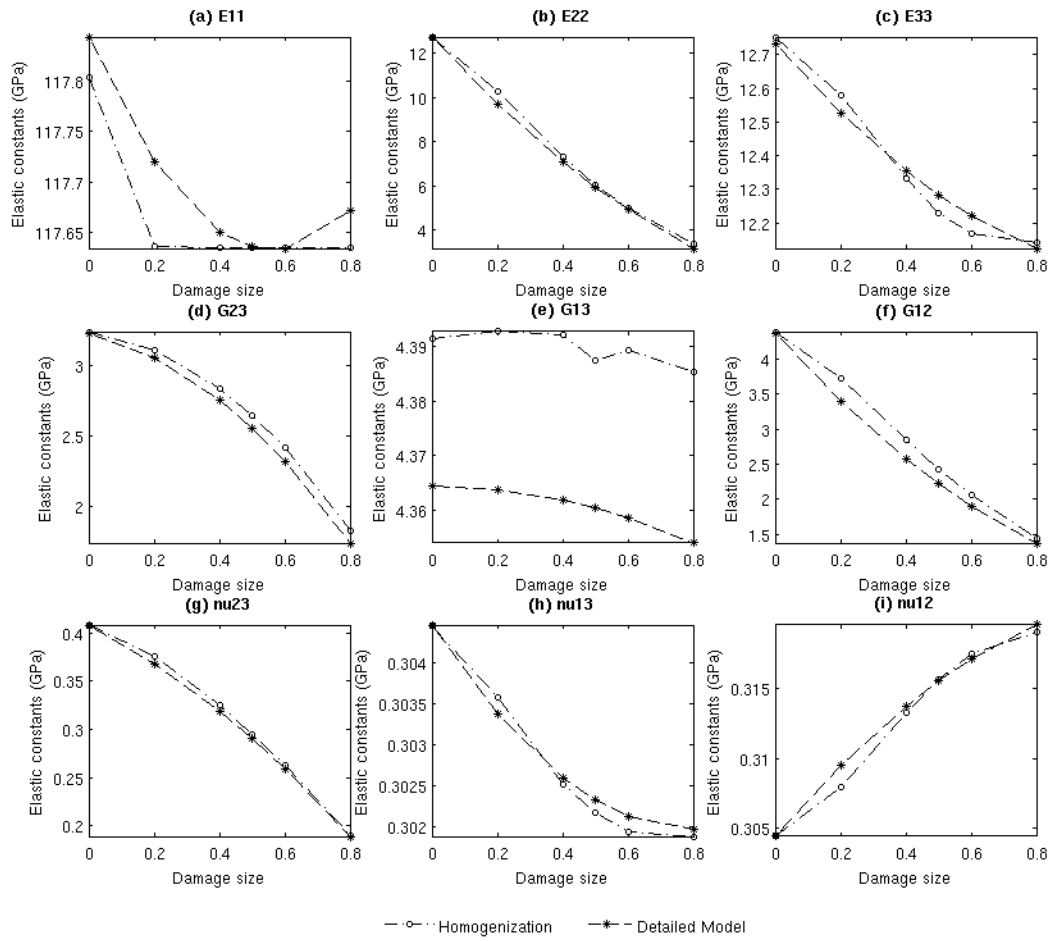 (a) E11
Elastic constants (GPa)
117.8
117.75
117.7
117.65
0 0.2 0.4 0.6 0.8
Damage size
(b) E22
Elastic constants (GPa)
12
10
8
6
4
0 0.2 0.4 0.6 0.8
Damage size
(c) E33
Elastic constants (GPa)
12.7
12.6
12.5
12.4
12.3
12.2
0 0.2 0.4 0.6 0.8
Damage size
(d) G23
Elastic constants (GPa)
3
2.5
2
0 0.2 0.4 0.6 0.8
Damage size
(e) G13
Elastic constants (GPa)
4.39
4.38
4.37
4.36
0 0.2 0.4 0.6 0.8
Damage size
(f) G12
Elastic constants (GPa)
4
3.5
3
2.5
2
1.5
0 0.2 0.4 0.6 0.8
Damage size
(g) nu23
Elastic constants (GPa)
0.4
0.35
0.3
0.25
0.2
0 0.2 0.4 0.6 0.8
Damage size
(h) nu13
Elastic constants (GPa)
0.304
0.3035
0.303
0.3025
0.302
0 0.2 0.4 0.6 0.8
Damage size
(i) nu12
Elastic constants (GPa)
0.315
0.31
0.305
0 0.2 0.4 0.6 0.8
Damage size
Homogenization
Detailed Model